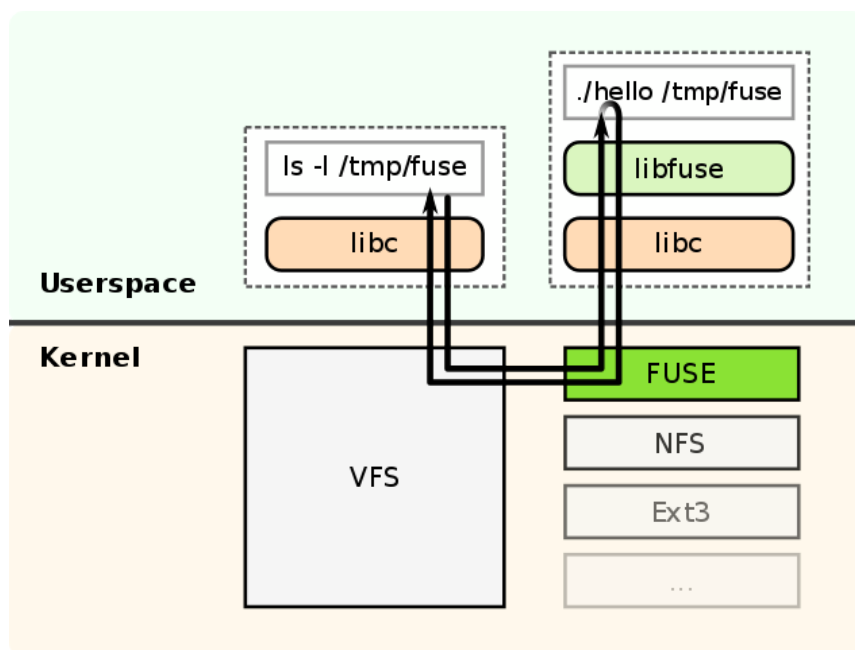 ./hello /tmp/fuse
ls -l /tmp/fuse
libfuse
libc
libc
Userspace
Kernel
FUSE
NFS
VFS
Ext3
...